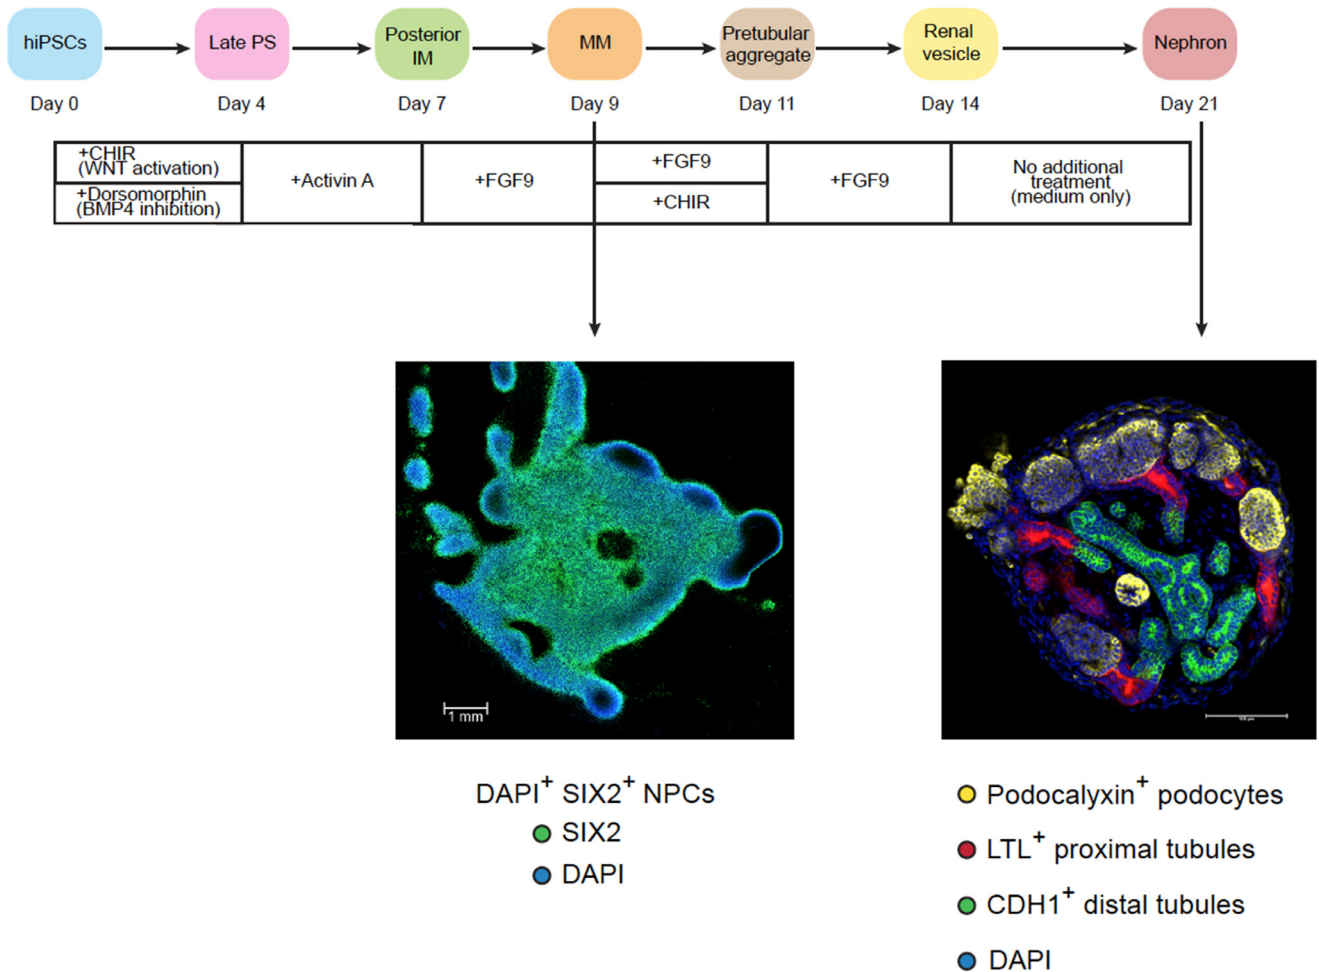 hiPSCs
Late PS
Posterior
IM
MM
Pretubular
aggregate
Renal
vesicle
Nephron
Day 0
Day 4
Day 7
Day 9
Day 11
Day 14
Day 21
+CHIR
(WNT activation)
+Dorsomorphin
(BMP4 inhibition)
+Activin A
+FGF9
+FGF9
+CHIR
+FGF9
No additional
treatment
(medium only)
1 mm
DAPI+ SIX2+ NPCs
SIX2
DAPI
Podocalyxin+ podocytes
LTL+ proximal tubules
CDH1+ distal tubules
DAPI